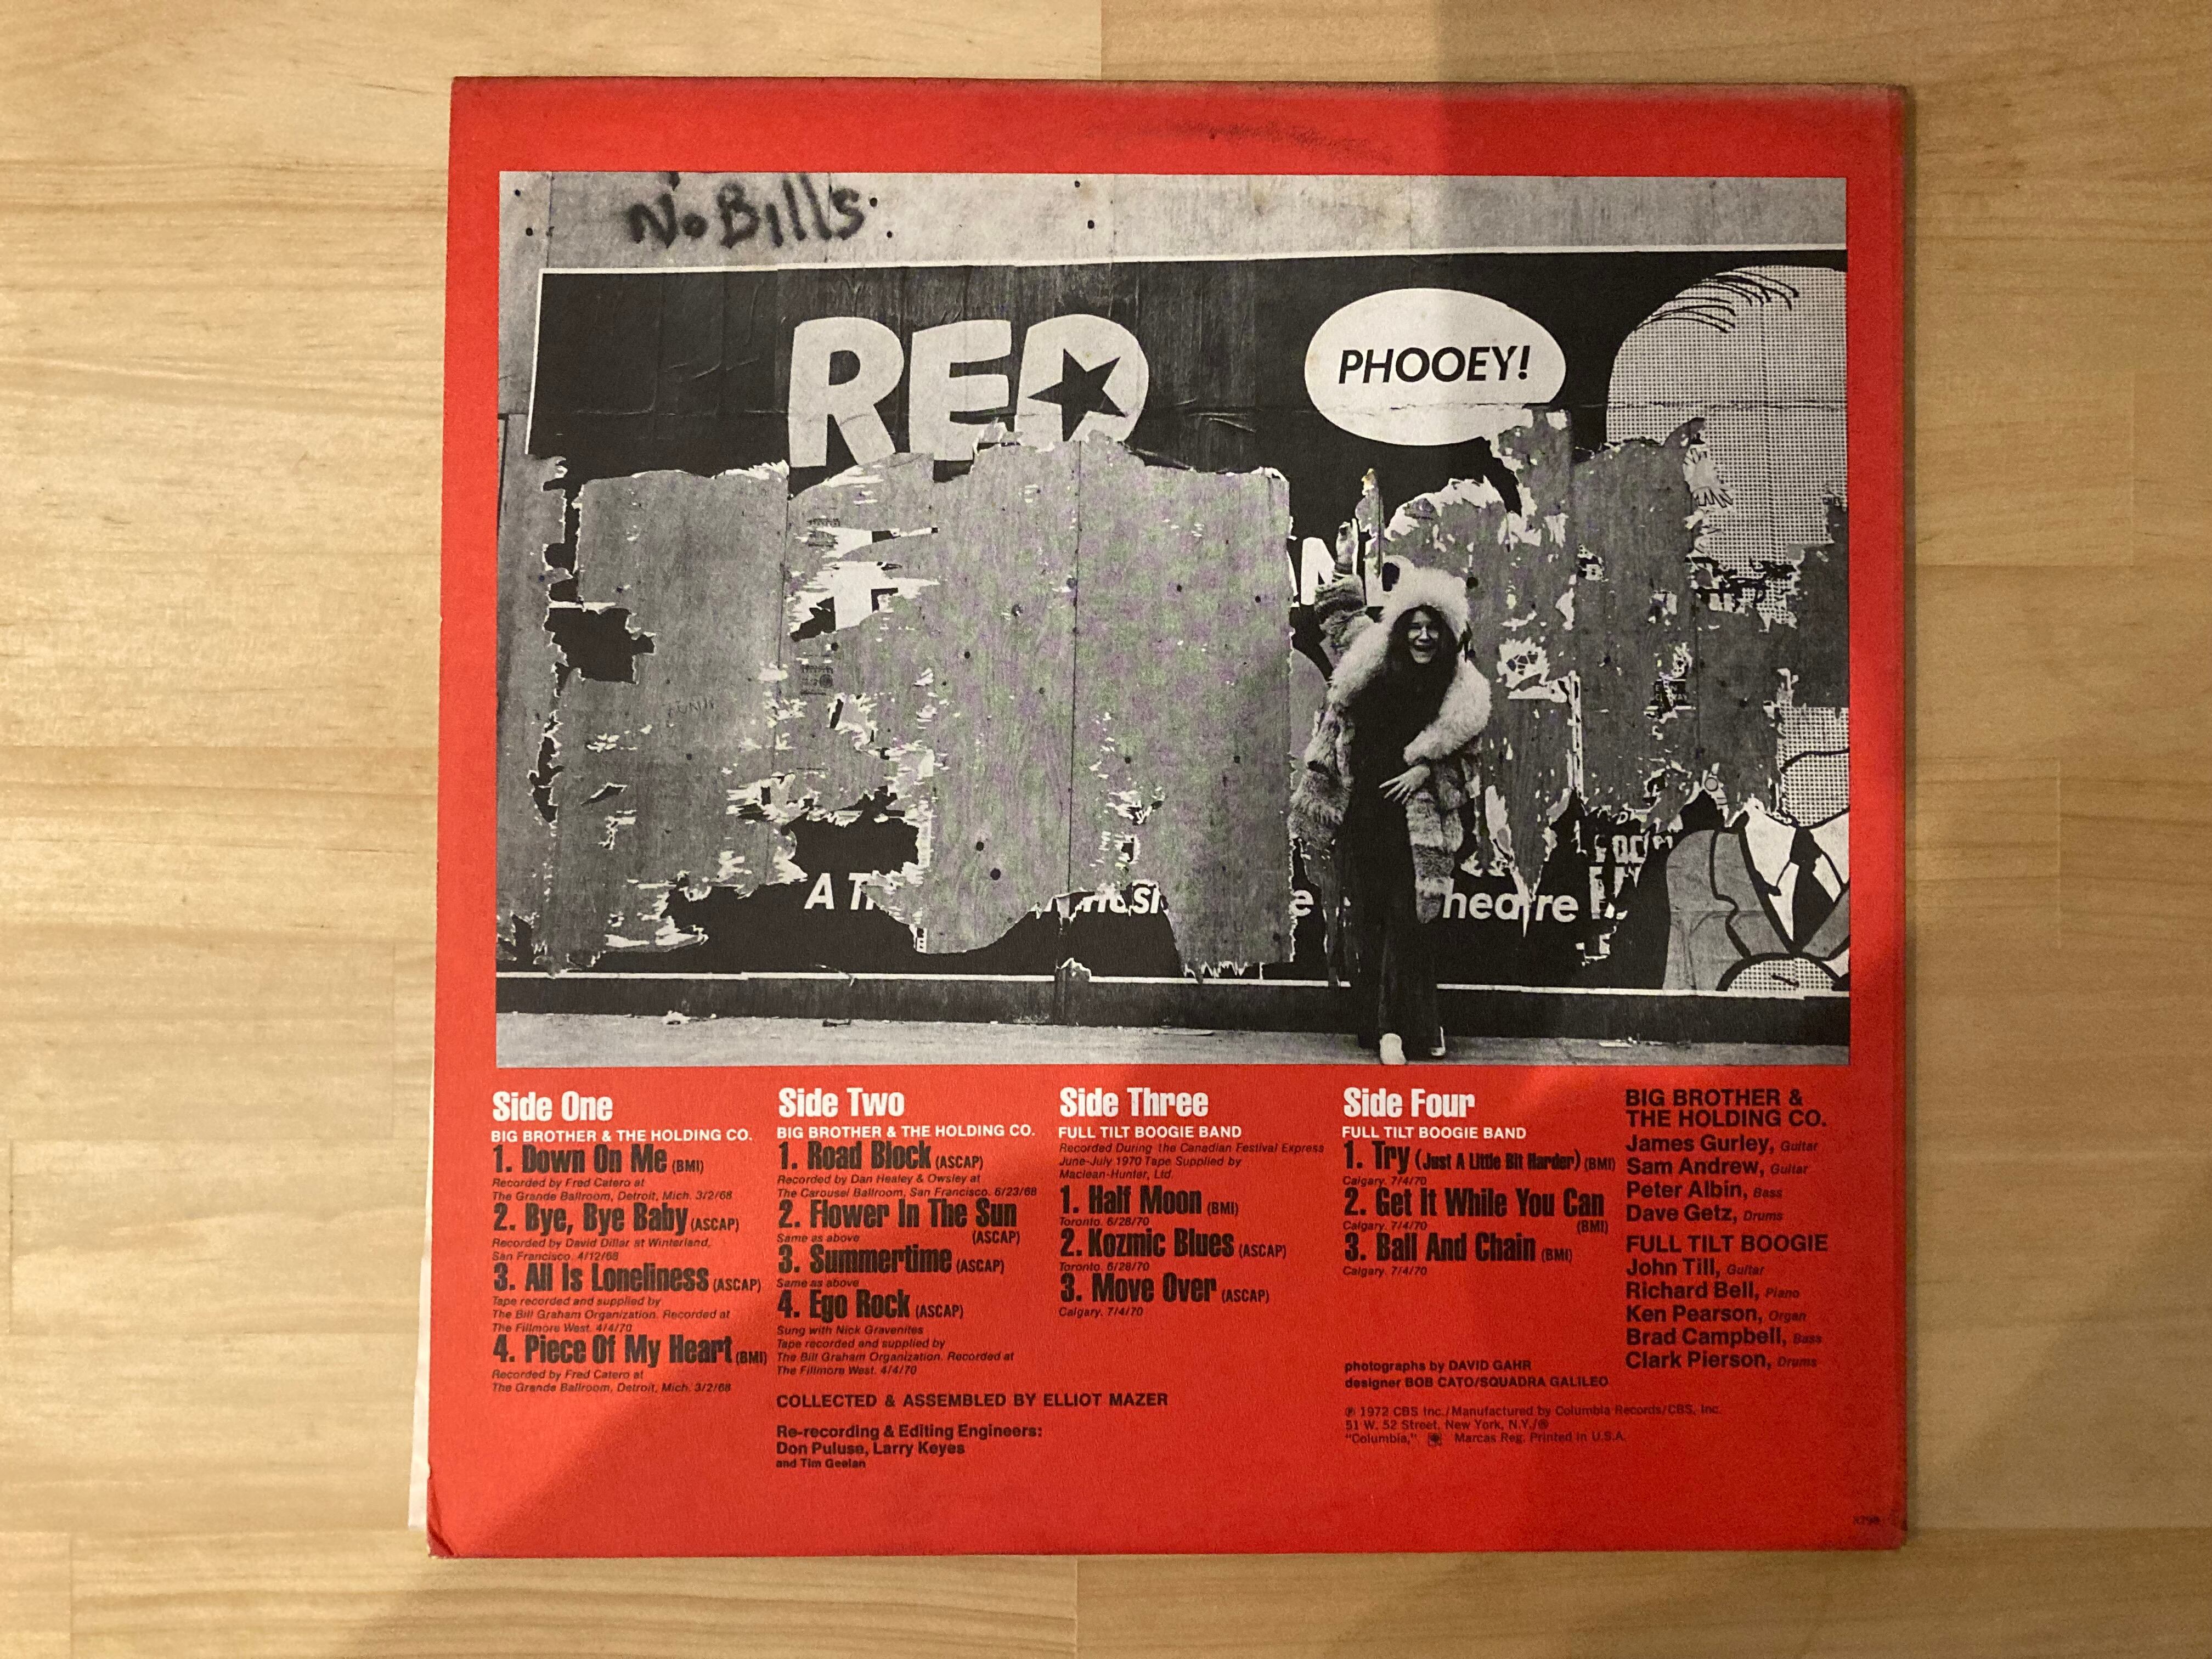 No Bills
RED
PHOOEY!
heatre
Side One
BIG BROTHER & THE HOLDING CO.
1. Down On Me (BMI)
Recorded by Fred Catero at
The Grande Ballroom, Detroit, Mich. 3/2/68
2. Bye, Bye Baby (ASCAP)
Recorded by David Dillar at Winterland,
San Francisco. 4/12/68
3. All Is Loneliness (ASCAP)
Tape recorded and supplied by
The Bill Graham Organization. Recorded at
The Fillmore West. 4/4/70
4. Piece Of My Heart (BMI)
Recorded by Fred Catero at
The Grande Ballroom, Detroit, Mich. 3/2/68
Side Two
BIG BROTHER & THE HOLDING CO.
1. Road Block (ASCAP)
Recorded by Dan Healey & Owsley at
The Carousel Ballroom, San Francisco. 6/23/68
2. Flower In The Sun
Same as above (ASCAP)
3. Summertime (ASCAP)
Same as above
4. Ego Rock (ASCAP)
Sung with Nick Gravenites
Tape recorded and supplied by
The Bill Graham Organization. Recorded at
The Fillmore West. 4/4/70
COLLECTED & ASSEMBLED BY ELLIOT MAZER
Re-recording & Editing Engineers:
Don Puluse, Larry Keyes
and Tim Geelan
Side Three
FULL TILT BOOGIE BAND
Recorded During the Canadian Festival Express
June-July 1970 Tape Supplied by
Maclean-Hunter, Ltd.
1. Half Moon (BMI)
Toronto. 6/28/70
2. Kozmic Blues (ASCAP)
Toronto. 6/28/70
3. Move Over (ASCAP)
Calgary. 7/4/70
Side Four
FULL TILT BOOGIE BAND
1. Try (Just A Little Bit Harder) (BMI)
Calgary. 7/4/70
2. Get It While You Can
Calgary. 7/4/70 (BMI)
3. Ball And Chain (BMI)
Calgary. 7/4/70
photographs by DAVID GAHR
designer BOB CATO/SQUADRA GALILEO
℗ 1972 CBS Inc./Manufactured by Columbia Records/CBS, Inc.
51 W. 52 Street, New York, N.Y./®
"Columbia," Marcas Reg. Printed in U.S.A.
BIG BROTHER &
THE HOLDING CO.
James Gurley, Guitar
Sam Andrew, Guitar
Peter Albin, Bass
Dave Getz, Drums
FULL TILT BOOGIE
John Till, Guitar
Richard Bell, Piano
Ken Pearson, Organ
Brad Campbell, Bass
Clark Pierson, Drums